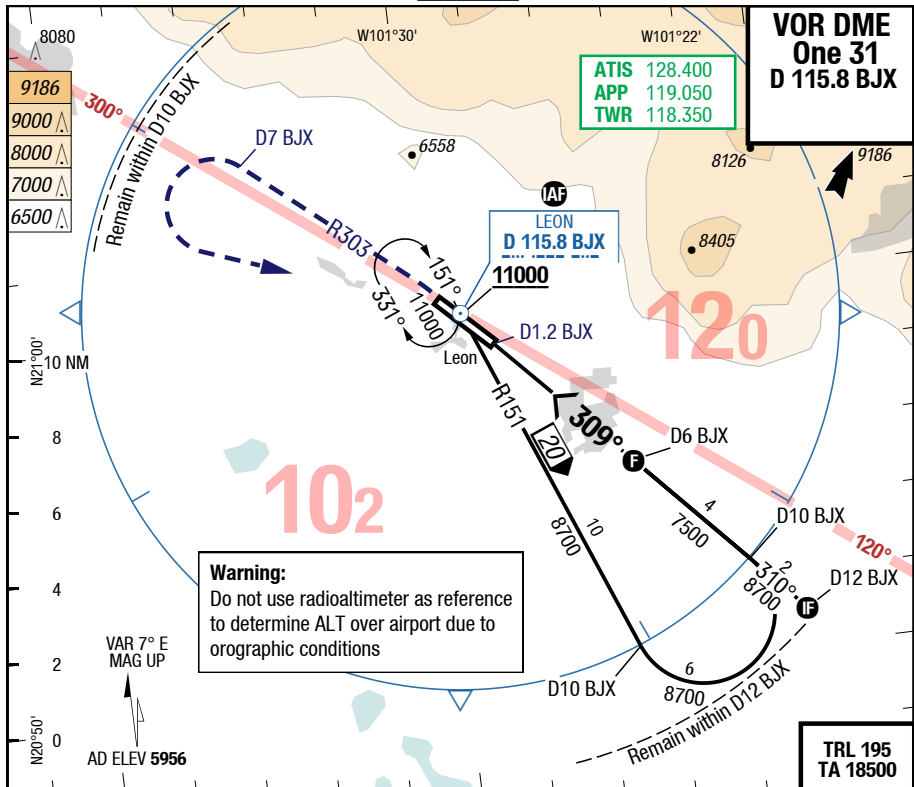 8080
W101°30'
W101°22'
VOR DME
One 31
D 115.8 BJX
ATIS 128.400
APP 119.050
TWR 118.350
9186
9000
8000
7000
6500
300°
Remain within D10 BJX
D7 BJX
6558
8126
9186
IAF
8405
LEON
D 115.8 BJX
11000
R303
151°
331°
11000
120
D1.2 BJX
Leon
N21°00'
10 NM
R151
309°
20
D6 BJX
F
8
102
4
7500
D10 BJX
6
10
8700
120°
2
310°
8700
D12 BJX
IF
Warning:
Do not use radioaltimeter as reference
to determine ALT over airport due to
orographic conditions
4
VAR 7° E
MAG UP
2
D10 BJX
6
8700
Remain within D12 BJX
N20°50'
0
AD ELEV 5956
TRL 195
TA 18500